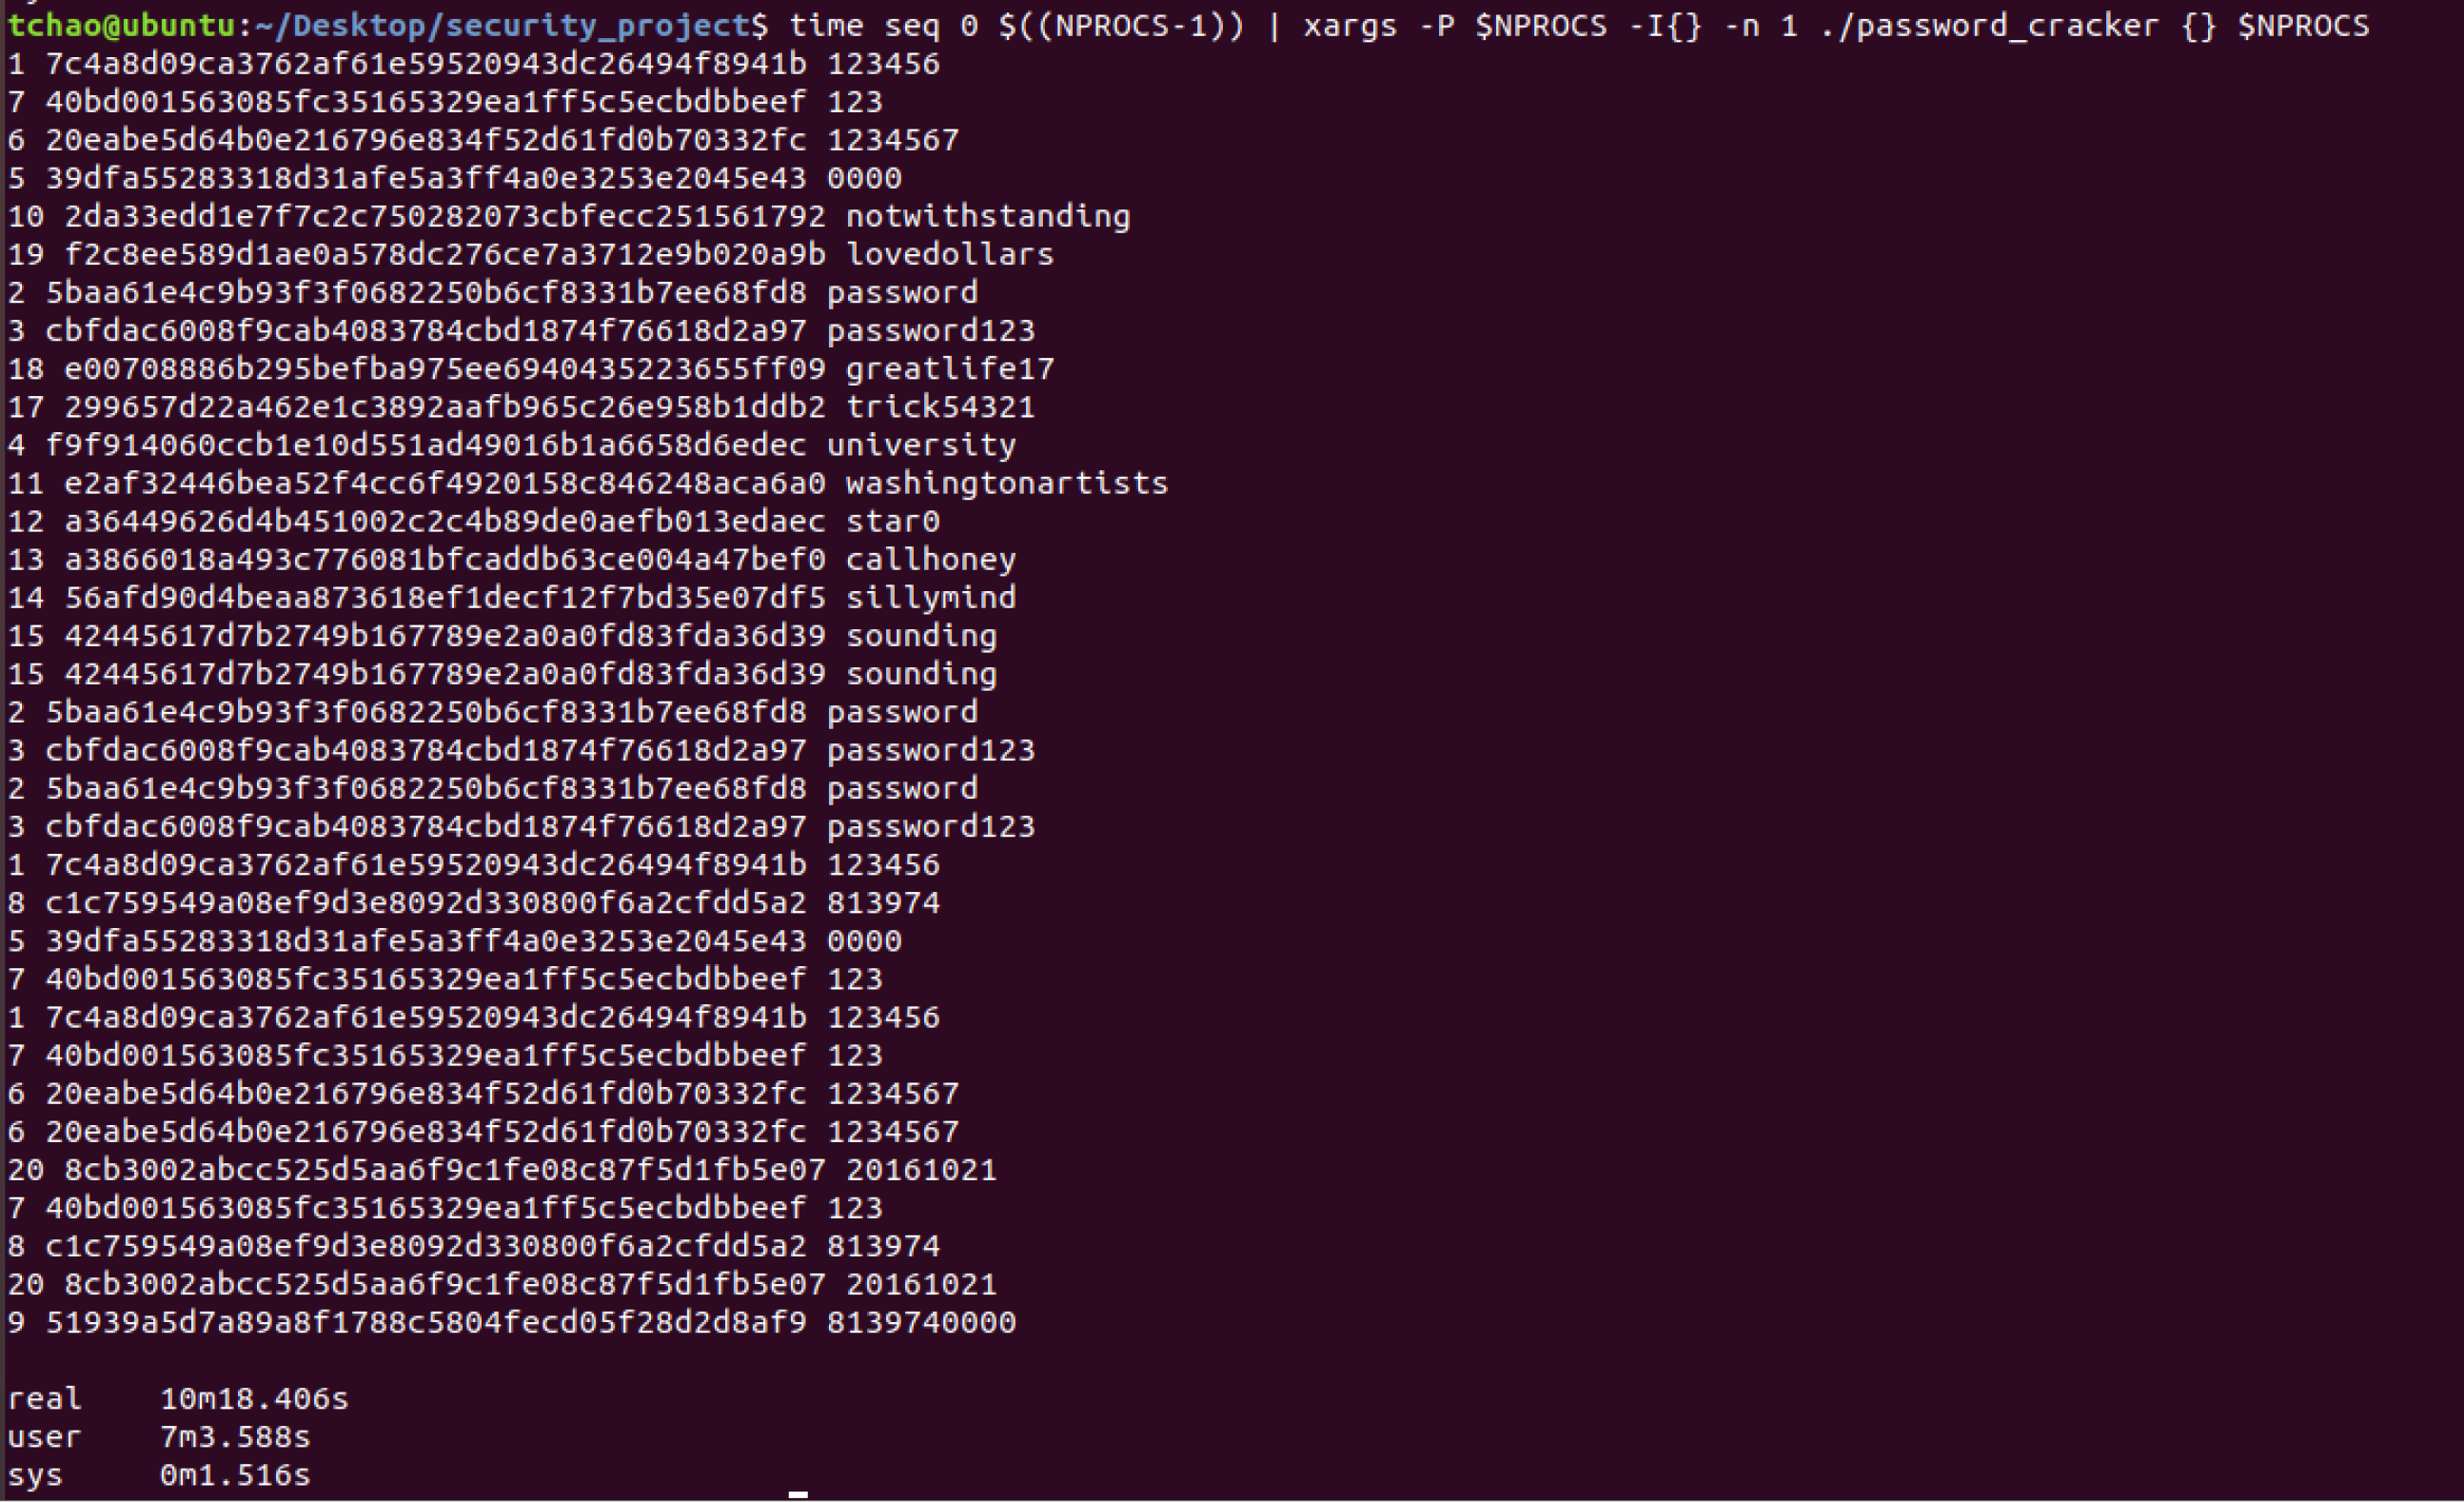 tchao@ubuntu:~/Desktop/security_project$ time seq 0 $((NPROCS-1)) | xargs -P $NPROCS -I{} -n 1 ./password_cracker {} $NPROCS
1 7c4a8d09ca3762af61e59520943dc26494f8941b 123456
7 40bd001563085fc35165329ea1ff5c5ecbdbbeef 123
6 20eabe5d64b0e216796e834f52d61fd0b70332fc 1234567
5 39dfa55283318d31afe5a3ff4a0e3253e2045e43 0000
10 2da33edd1e7f7c2c750282073cbfecc251561792 notwithstanding
19 f2c8ee589d1ae0a578dc276ce7a3712e9b020a9b lovedollars
2 5baa61e4c9b93f3f0682250b6cf8331b7ee68fd8 password
3 cbfdac6008f9cab4083784cbd1874f76618d2a97 password123
18 e00708886b295befba975ee6940435223655ff09 greatlife17
17 299657d22a462e1c3892aafb965c26e958b1ddb2 trick54321
4 f9f914060ccb1e10d551ad49016b1a6658d6edec university
11 e2af32446bea52f4cc6f4920158c846248aca6a0 washingtonartists
12 a36449626d4b451002c2c4b89de0aefb013edaec star0
13 a3866018a493c776081bfcaddb63ce004a47bef0 callhoney
14 56afd90d4beaa873618ef1decf12f7bd35e07df5 sillymind
15 42445617d7b2749b167789e2a0a0fd83fda36d39 sounding
15 42445617d7b2749b167789e2a0a0fd83fda36d39 sounding
2 5baa61e4c9b93f3f0682250b6cf8331b7ee68fd8 password
3 cbfdac6008f9cab4083784cbd1874f76618d2a97 password123
2 5baa61e4c9b93f3f0682250b6cf8331b7ee68fd8 password
3 cbfdac6008f9cab4083784cbd1874f76618d2a97 password123
1 7c4a8d09ca3762af61e59520943dc26494f8941b 123456
8 c1c759549a08ef9d3e8092d330800f6a2cfdd5a2 813974
5 39dfa55283318d31afe5a3ff4a0e3253e2045e43 0000
7 40bd001563085fc35165329ea1ff5c5ecbdbbeef 123
1 7c4a8d09ca3762af61e59520943dc26494f8941b 123456
7 40bd001563085fc35165329ea1ff5c5ecbdbbeef 123
6 20eabe5d64b0e216796e834f52d61fd0b70332fc 1234567
6 20eabe5d64b0e216796e834f52d61fd0b70332fc 1234567
20 8cb3002abcc525d5aa6f9c1fe08c87f5d1fb5e07 20161021
7 40bd001563085fc35165329ea1ff5c5ecbdbbeef 123
8 c1c759549a08ef9d3e8092d330800f6a2cfdd5a2 813974
20 8cb3002abcc525d5aa6f9c1fe08c87f5d1fb5e07 20161021
9 51939a5d7a89a8f1788c5804fecd05f28d2d8af9 8139740000
real 10m18.406s
user 7m3.588s
sys 0m1.516s